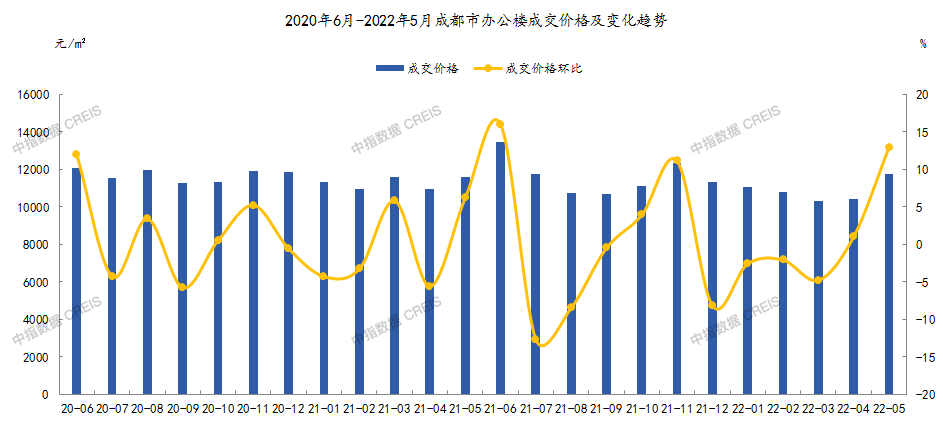 2020年6月-2022年5月成都市办公楼成交价格及变化趋势
元/m²
%
成交价格 成交价格环比
16000 20
14000 15
12000 10
10000 5
8000 0
6000 -5
4000 -10
2000 -15
0 -20
中指数据 CREIS 中指数据 CREIS 中指数据 CREIS
中指数据 CREIS 中指数据 CREIS 中指数据 CREIS
20-06 20-07 20-08 20-09 20-10 20-11 20-12 21-01 21-02 21-03 21-04 21-05 21-06 21-07 21-08 21-09 21-10 21-11 21-12 22-01 22-02 22-03 22-04 22-05